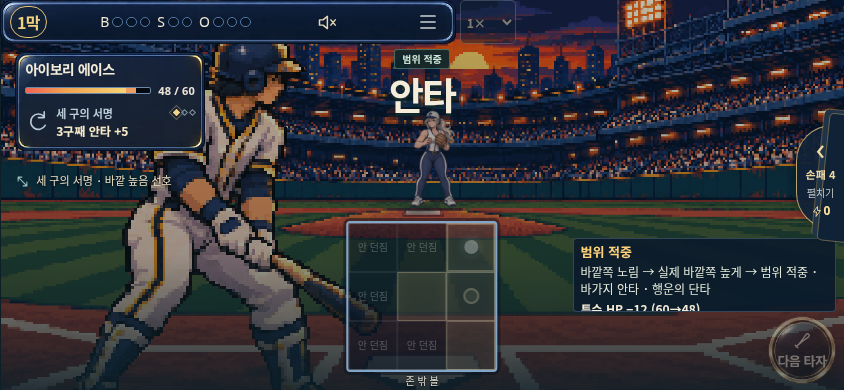 1막
B S O
1×
아이보리 에이스
48 / 60
세 구의 서명
3구째 안타 +5
세 구의 서명 · 바깥 높음 선호
범위 적중
안타
손패 4
펼치기
0
안 던짐 안 던짐
안 던짐
안 던짐 안 던짐
존 밖 볼
범위 적중
바깥쪽 노림 → 실제 바깥쪽 높게 → 범위 적중 ·
바가지 안타 · 행운의 단타
투수 HP −12 (60→48)
다음 타자